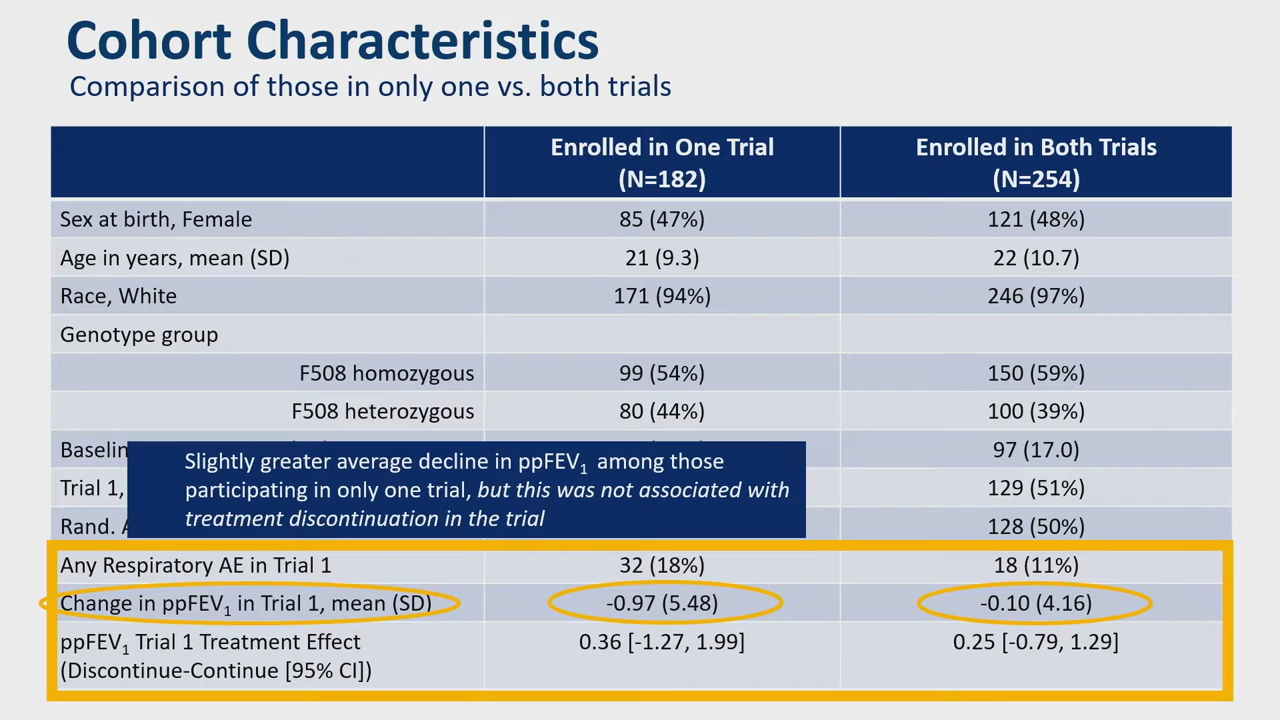 Cohort Characteristics
Comparison of those in only one vs. both trials
Enrolled in One Trial (N=182) Enrolled in Both Trials (N=254)
Sex at birth, Female 85 (47%) 121 (48%)
Age in years, mean (SD) 21 (9.3) 22 (10.7)
Race, White 171 (94%) 246 (97%)
Genotype group
F508 homozygous 99 (54%) 150 (59%)
F508 heterozygous 80 (44%) 100 (39%)
97 (17.0)
Trial 1, 129 (51%)
Rand. 128 (50%)
Slightly greater average decline in ppFEV₁ among those
participating in only one trial, but this was not associated with
treatment discontinuation in the trial
Any Respiratory AE in Trial 1 32 (18%) 18 (11%)
Change in ppFEV₁ in Trial 1, mean (SD) -0.97 (5.48) -0.10 (4.16)
ppFEV₁ Trial 1 Treatment Effect 0.36 [-1.27, 1.99] 0.25 [-0.79, 1.29]
(Discontinue-Continue [95% CI])